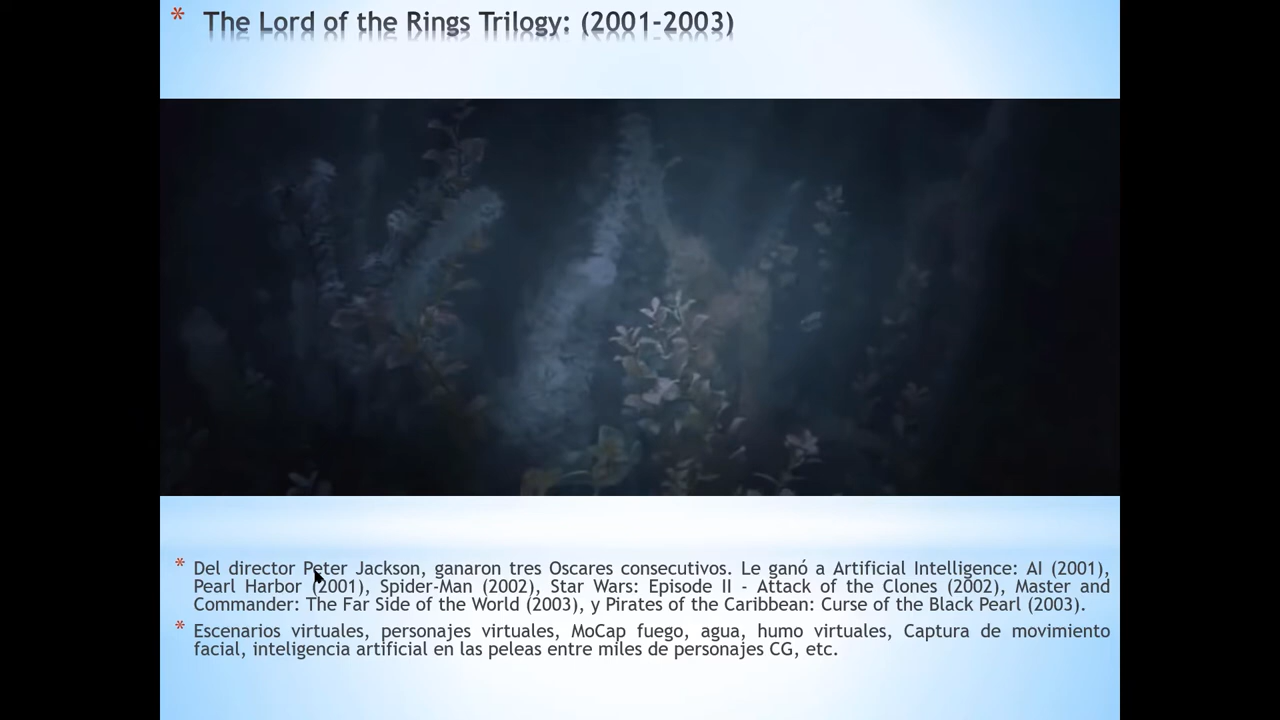 * The Lord of the Rings Trilogy: (2001-2003)
* Del director Peter Jackson, ganaron tres Oscares consecutivos. Le ganó a Artificial Intelligence: AI (2001),
Pearl Harbor (2001), Spider-Man (2002), Star Wars: Episode II - Attack of the Clones (2002), Master and
Commander: The Far Side of the World (2003), y Pirates of the Caribbean: Curse of the Black Pearl (2003).
* Escenarios virtuales, personajes virtuales, MoCap fuego, agua, humo virtuales, Captura de movimiento
facial, inteligencia artificial en las peleas entre miles de personajes CG, etc.